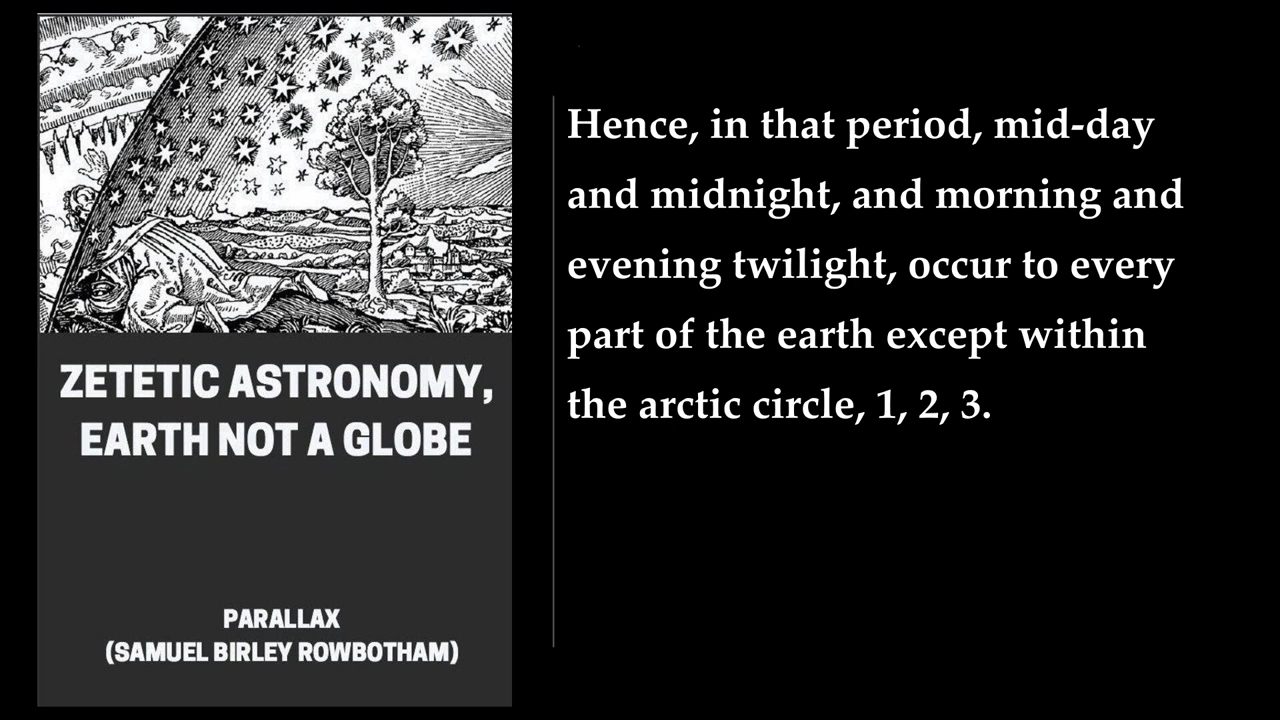 ZETETIC ASTRONOMY,
EARTH NOT A GLOBE
PARALLAX
(SAMUEL BIRLEY ROWBOTHAM)
Hence, in that period, mid-day
and midnight, and morning and
evening twilight, occur to every
part of the earth except within
the arctic circle, 1, 2, 3.